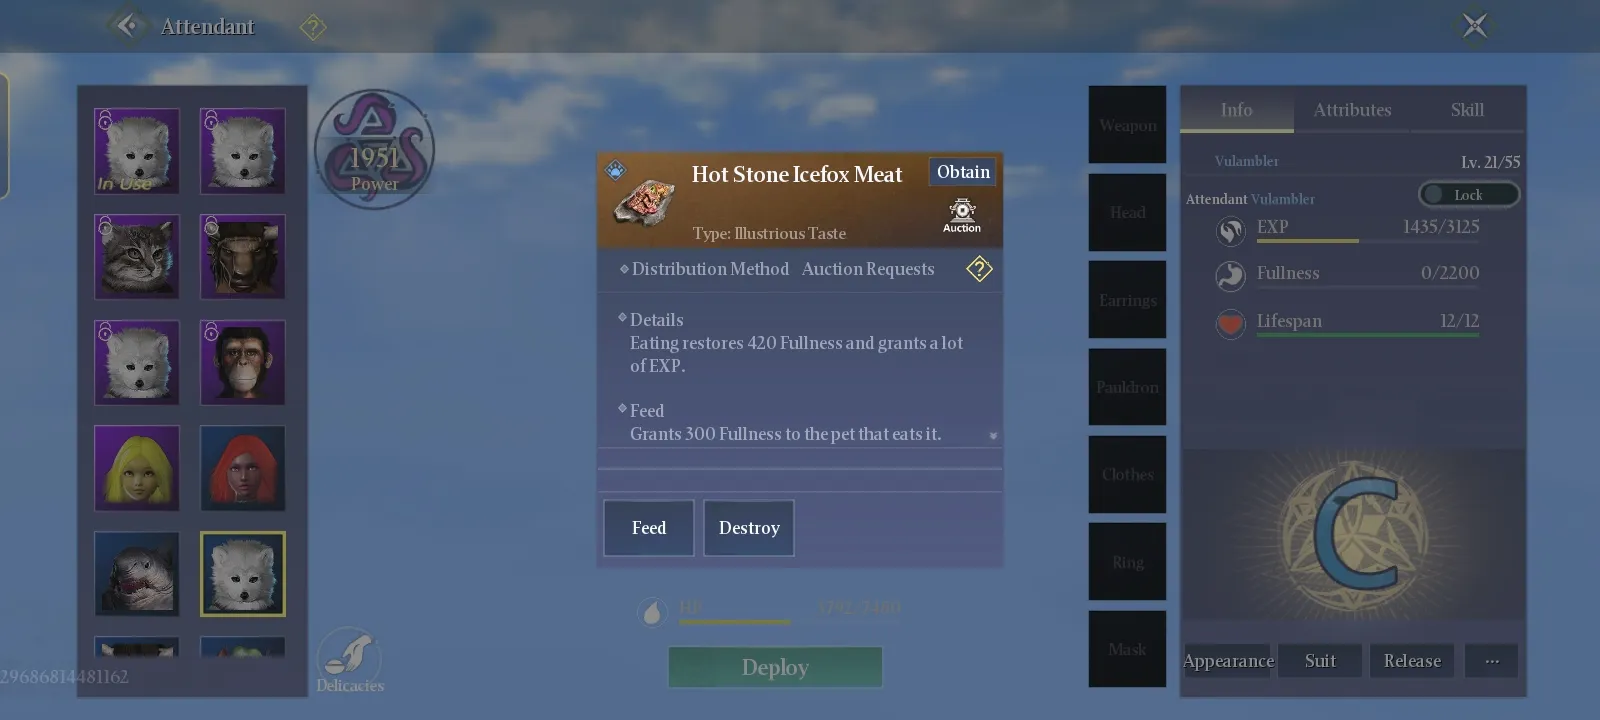 Attendant
?
In Use
1951
Power
Delicacies
29686814481162
Hot Stone Icefox Meat
Obtain
Auction
Type: Illustrious Taste
Distribution Method Auction Requests
?
Details
Eating restores 420 Fullness and grants a lot
of EXP.
Feed
Grants 300 Fullness to the pet that eats it.
Feed
Destroy
HP
Deploy
Weapon
Head
Earrings
Pauldron
Clothes
Ring
Mask
Info
Attributes
Skill
Vulambler
Lv. 21/55
Attendant Vulambler
Lock
EXP
1435/3125
Fullness
0/2200
Lifespan
12/12
C
Appearance
Suit
Release
...